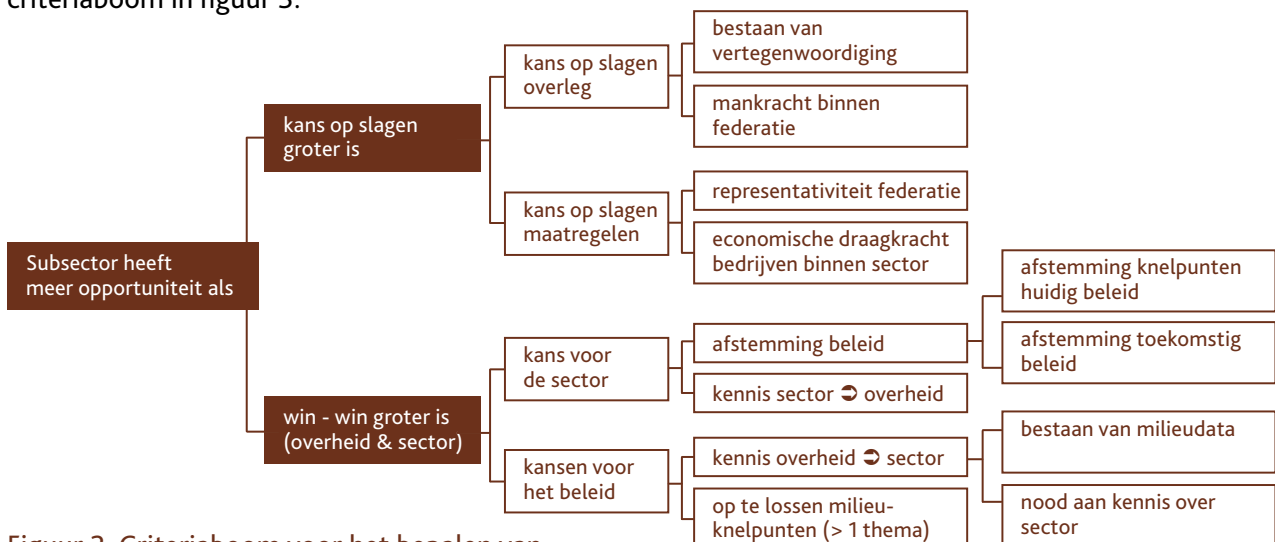 criteriaboom in figuur 3.
Subsector heeft
meer opportuniteit als
kans op slagen
groter is
kans op slagen
overleg
bestaan van
vertegenwoordiging
mankracht binnen
federatie
kans op slagen
maatregelen
representativiteit federatie
economische draagkracht
bedrijven binnen sector
win - win groter is
(overheid & sector)
kans voor
de sector
afstemming beleid
afstemming knelpunten
huidig beleid
afstemming toekomstig
beleid
kennis sector ➲ overheid
kansen voor
het beleid
kennis overheid ➲ sector
bestaan van milieudata
nood aan kennis over
sector
op te lossen milieu-
knelpunten (> 1 thema)
Figuur 3. Criteriaboom voor het bepalen van